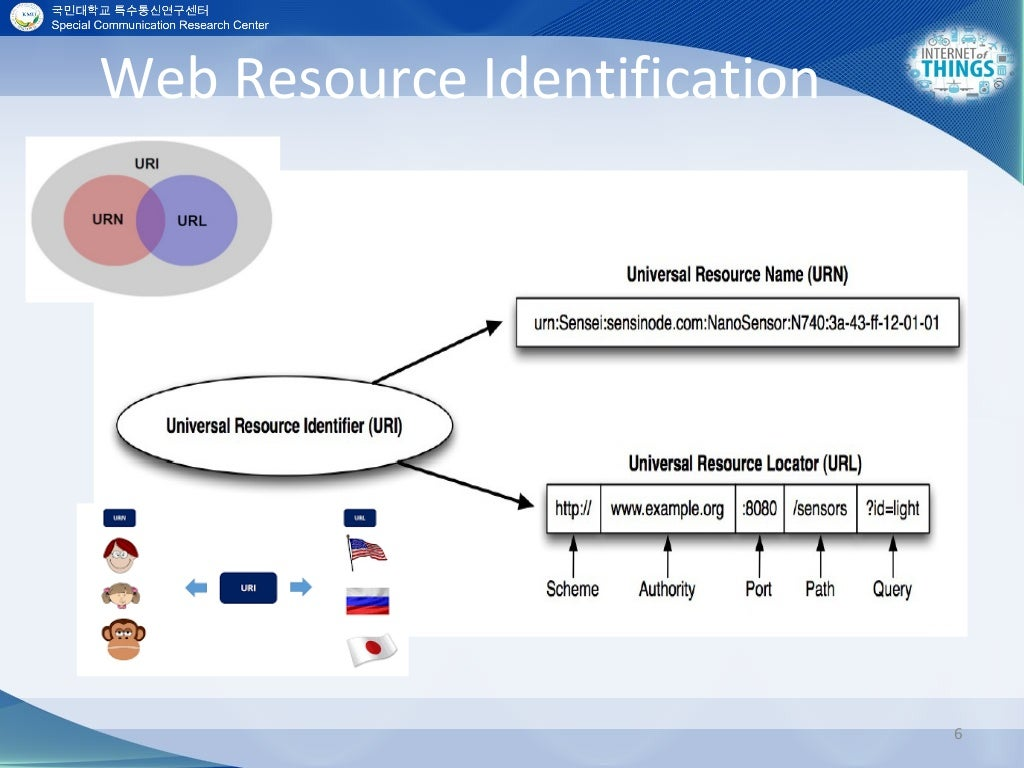 국민대학교 특수통신연구센터
Special Communication Research Center
KMU
INTERNET of
THINGS
Web Resource Identification
URI
URN
URL
Universal Resource Name (URN)
urn:Sensei:sensinode.com:NanoSensor:N740:3a-43-ff-12-01-01
Universal Resource Identifier (URI)
Universal Resource Locator (URL)
http:// www.example.org :8080 /sensors ?id=light
Scheme Authority Port Path Query
URN
URL
URI
6